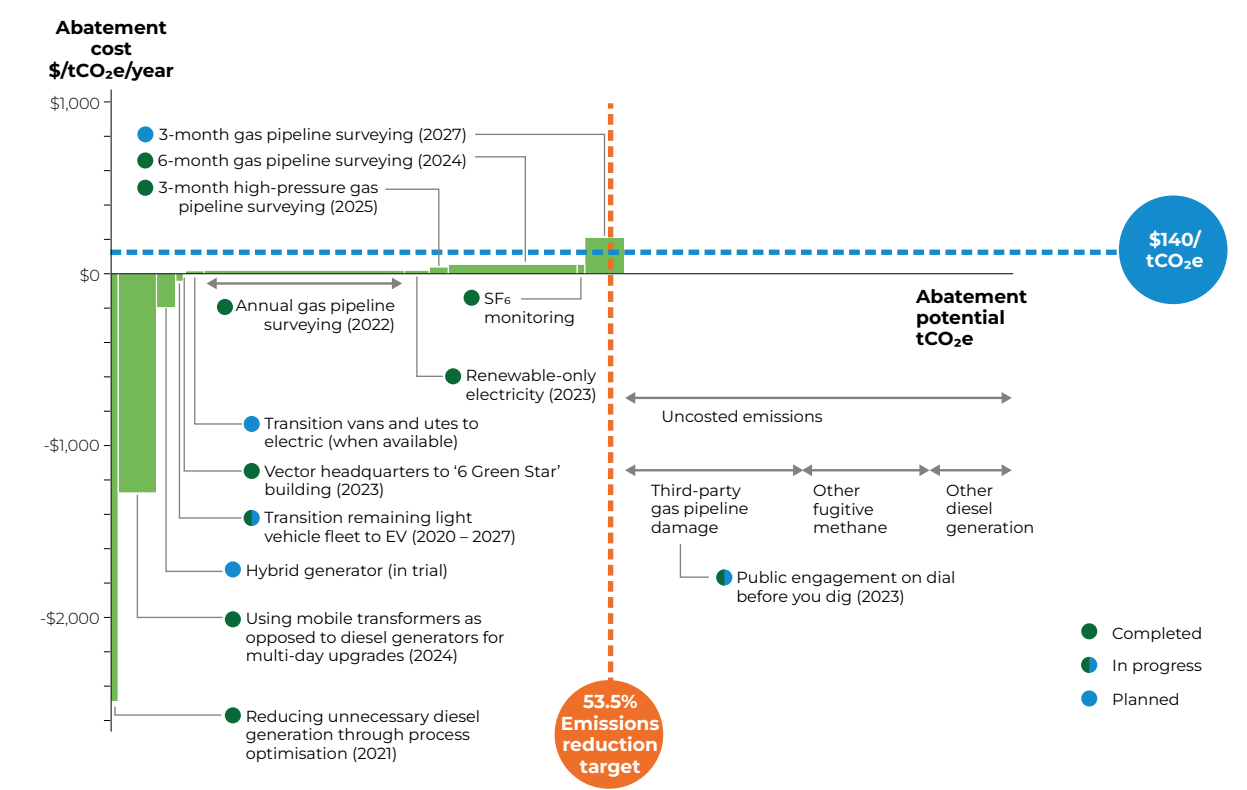 Abatement
cost
$/tCO₂e/year
$1,000
3-month gas pipeline surveying (2027)
6-month gas pipeline surveying (2024)
3-month high-pressure gas
pipeline surveying (2025)
$140/
tCO₂e
$0
Annual gas pipeline
surveying (2022)
SF₆
monitoring
Abatement
potential
tCO₂e
Renewable-only
electricity (2023)
Uncosted emissions
Transition vans and utes to
electric (when available)
-$1,000
Vector headquarters to ‘6 Green Star’
building (2023)
Third-party
gas pipeline
damage
Other
fugitive
methane
Other
diesel
generation
Transition remaining light
vehicle fleet to EV (2020 – 2027)
Hybrid generator (in trial)
Public engagement on dial
before you dig (2023)
-$2,000
Using mobile transformers as
opposed to diesel generators for
multi-day upgrades (2024)
Completed
In progress
Planned
53.5%
Emissions
reduction
target
Reducing unnecessary diesel
generation through process
optimisation (2021)